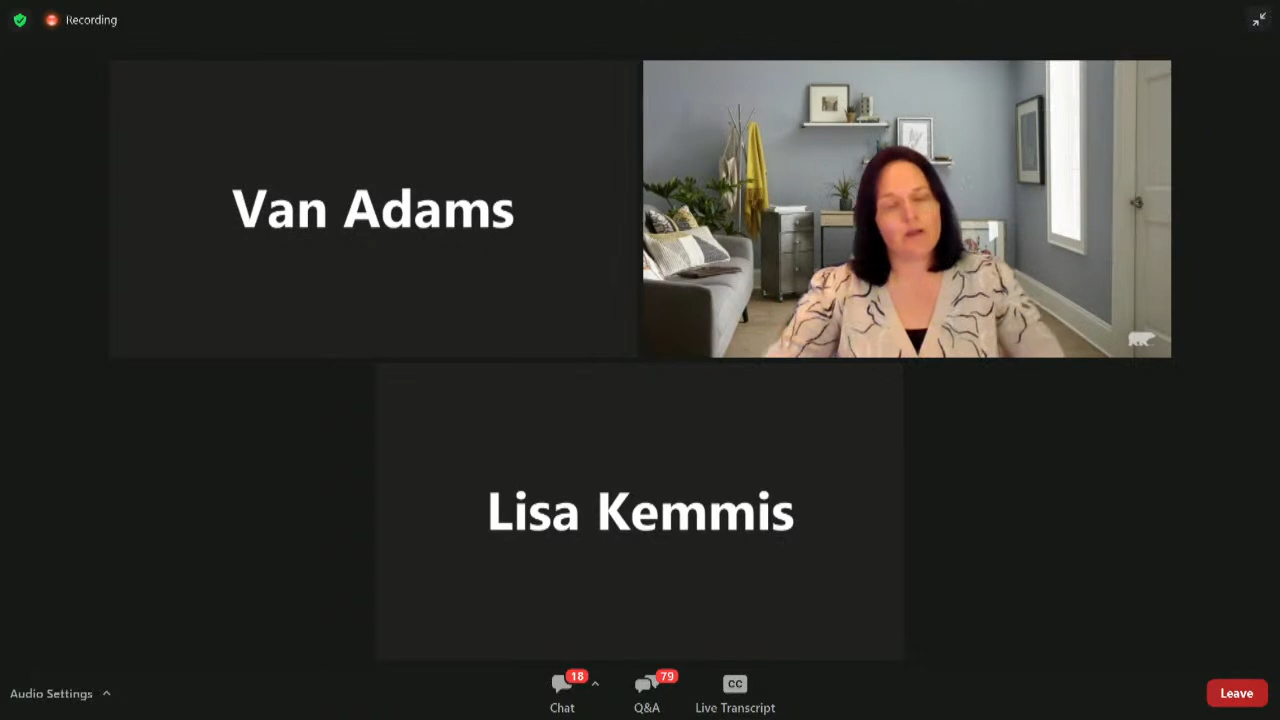 Recording
Van Adams
Lisa Kemmis
Audio Settings
18
79
CC
Chat
Q&A
Live Transcript
Leave